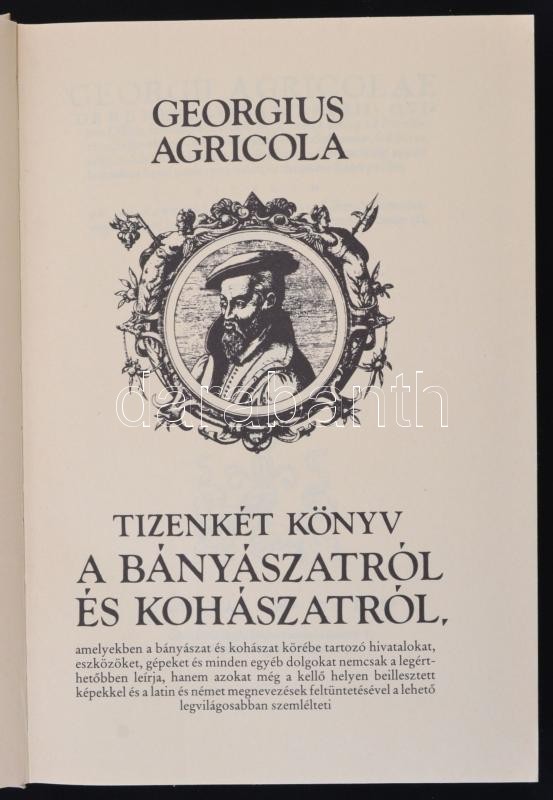 GEORGIUS
AGRICOLA
darabanth
TIZENKÉT KÖNYV
A BÁNYÁSZATRÓL
ÉS KOHÁSZATRÓL,
amelyekben a bányászat és kohászat körébe tartozó hivatalokat,
eszközöket, gépeket és minden egyéb dolgokat nemcsak a legért-
hetőbben leírja, hanem azokat még a kellő helyen beillesztett
képekkel és a latin és német megnevezések feltüntetésével a lehető
legvilágosabban szemlélteti